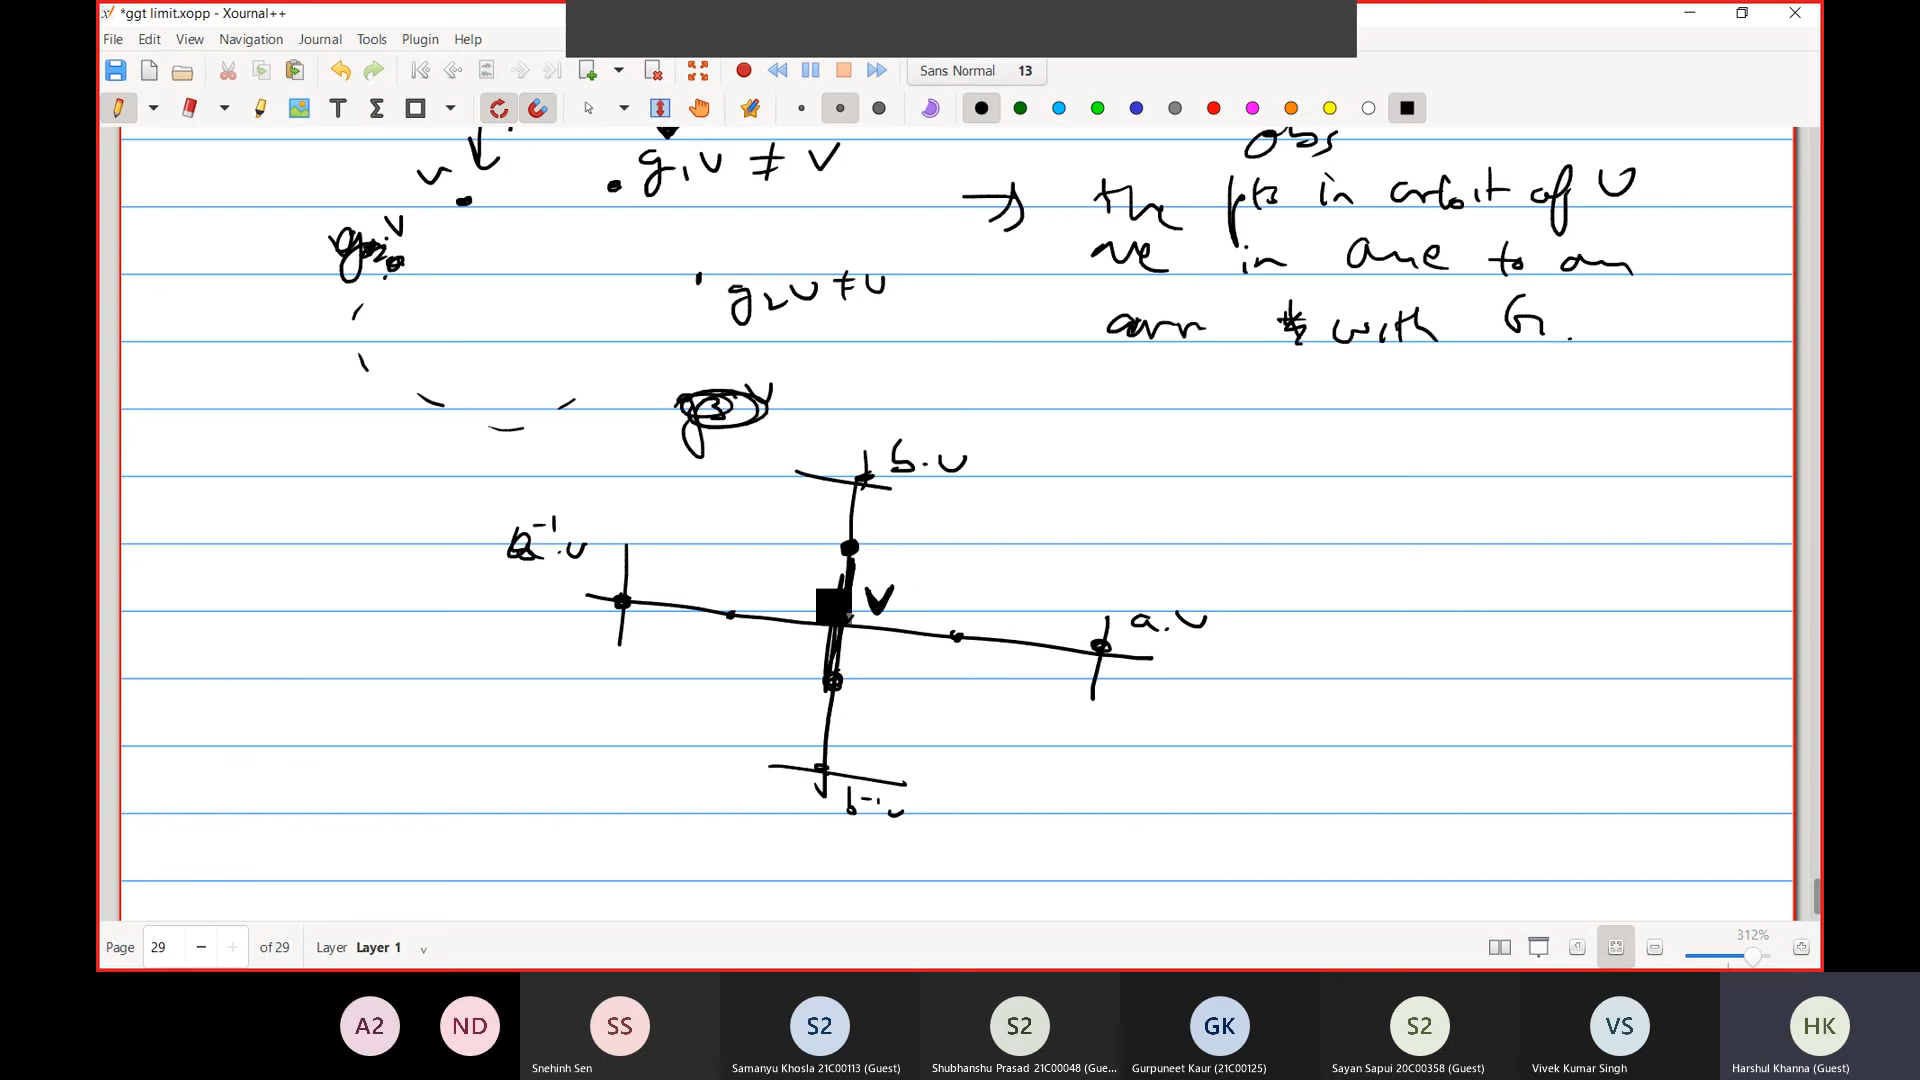 *ggt limit.xopp - Xournal++
File Edit View Navigation Journal Tools Plugin Help
Sans Normal 13
obs
v
g₁v ≠ v
→ the pts in orbit of v
v
are in one to one
g₂v ≠ v
with G.
v
b.v
a⁻¹.v
v
a.v
b⁻¹v
Page 29 of 29 Layer Layer 1
312%
A2 ND SS S2 S2 GK S2 VS HK
Snehinh Sen Samanyu Khosla 21C00113 (Guest) Shubhanshu Prasad 21C00048 (Gue... Gurpuneet Kaur (21C00125) Sayan Sapui 20C00358 (Guest) Vivek Kumar Singh Harshul Khanna (Guest)